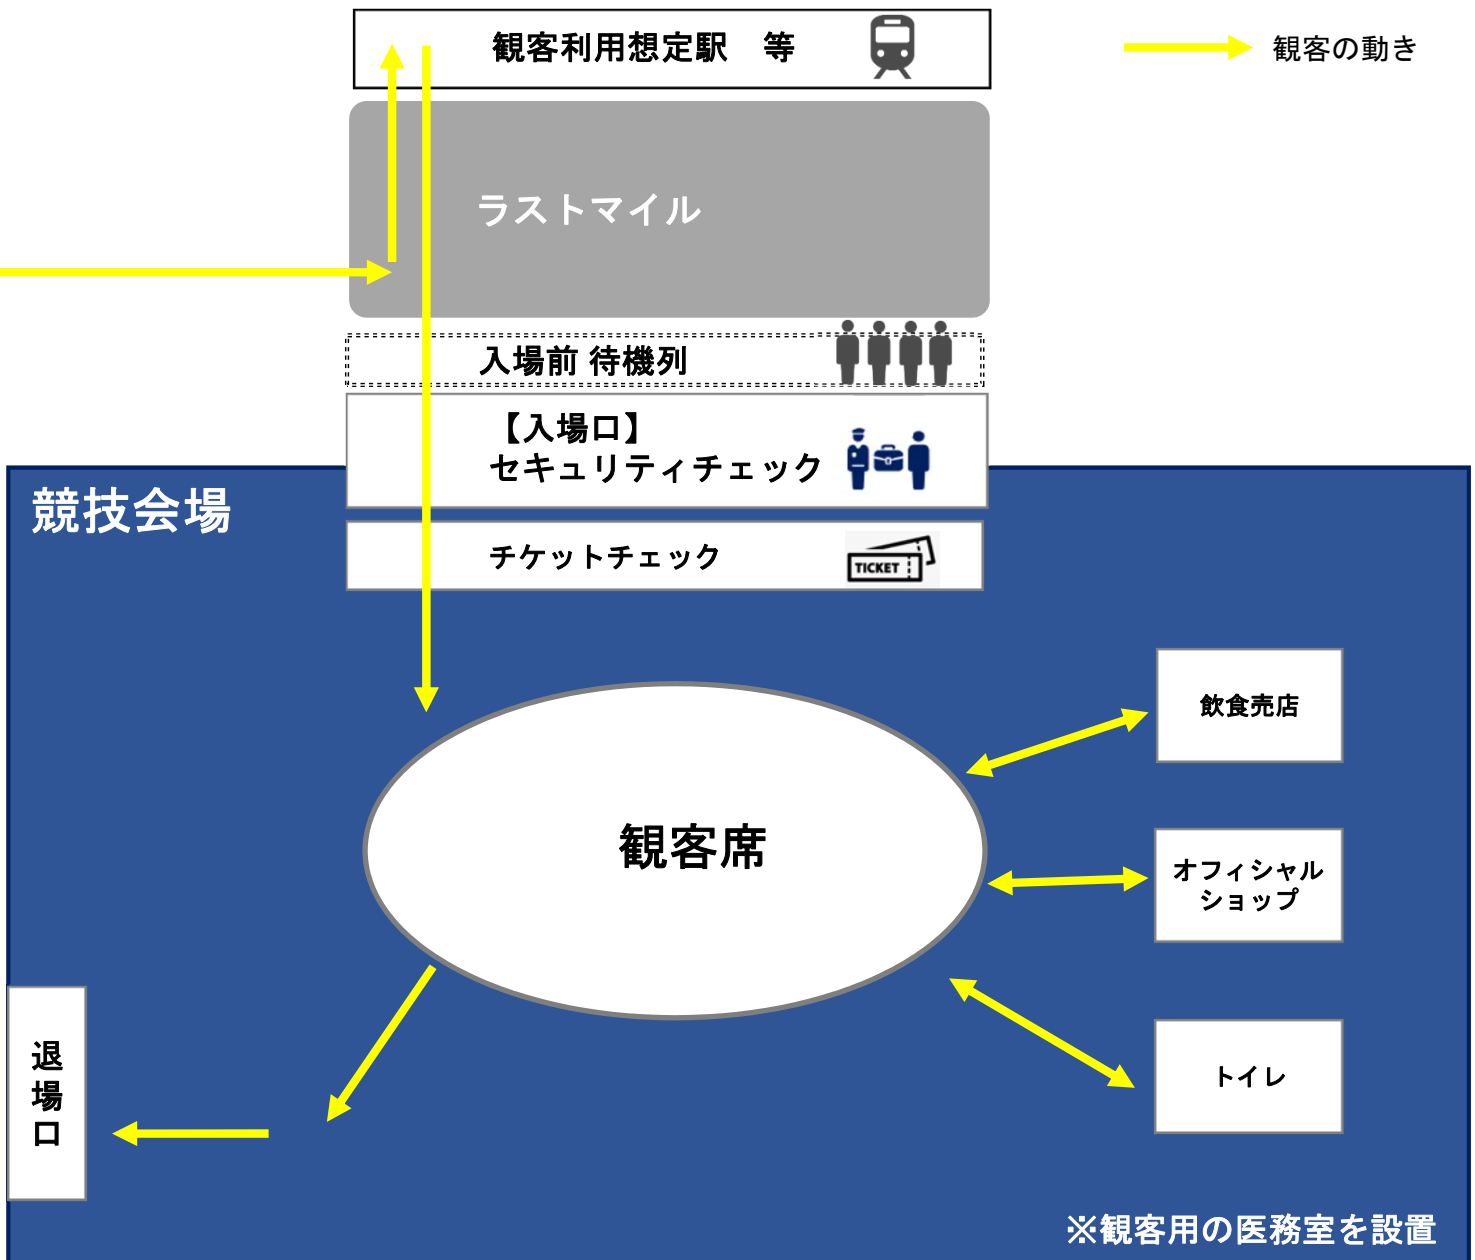 観客利用想定駅　等
観客の動き
ラストマイル
入場前 待機列
【入場口】
セキュリティチェック
競技会場
チケットチェック
TICKET
飲食売店
観客席
オフィシャル
ショップ
退場口
トイレ
※観客用の医務室を設置